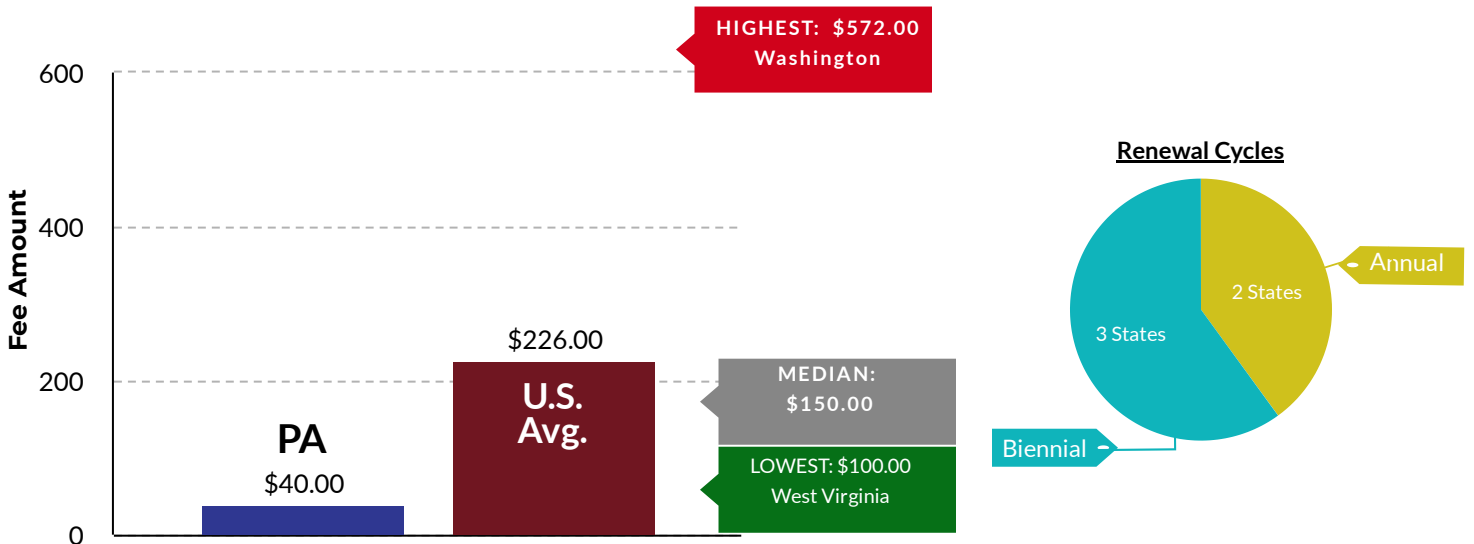 HIGHEST: $572.00
Washington
600
400
200
0
Fee Amount
PA
$40.00
$226.00
U.S.
Avg.
MEDIAN:
$150.00
LOWEST: $100.00
West Virginia
Renewal Cycles
Annual
2 States
3 States
Biennial